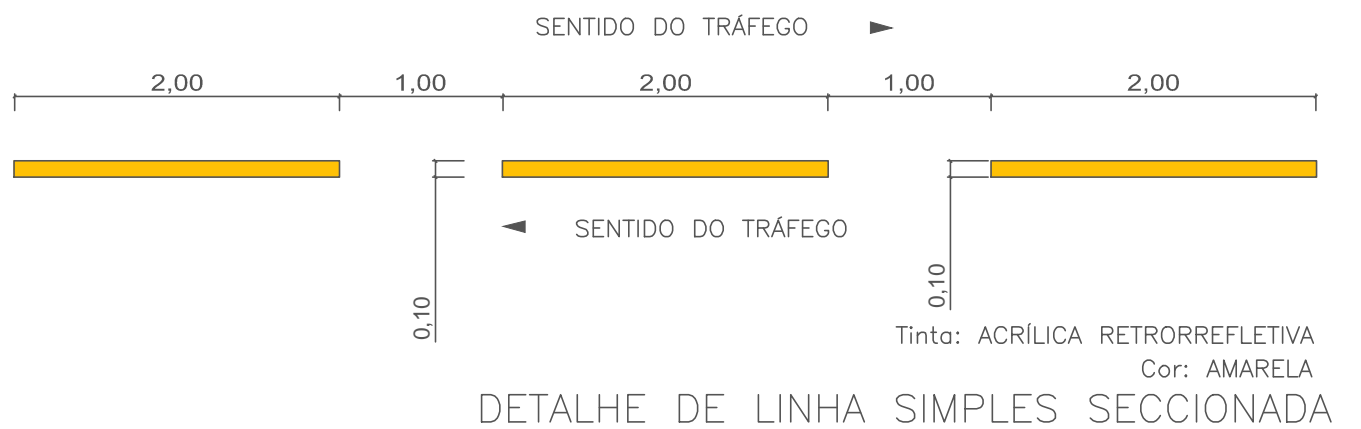 SENTIDO DO TRÁFEGO
2,00 1,00 2,00 1,00 2,00
SENTIDO DO TRÁFEGO
0,10
0,10
Tinta: ACRÍLICA RETRORREFLETIVA
Cor: AMARELA
DETALHE DE LINHA SIMPLES SECCIONADA